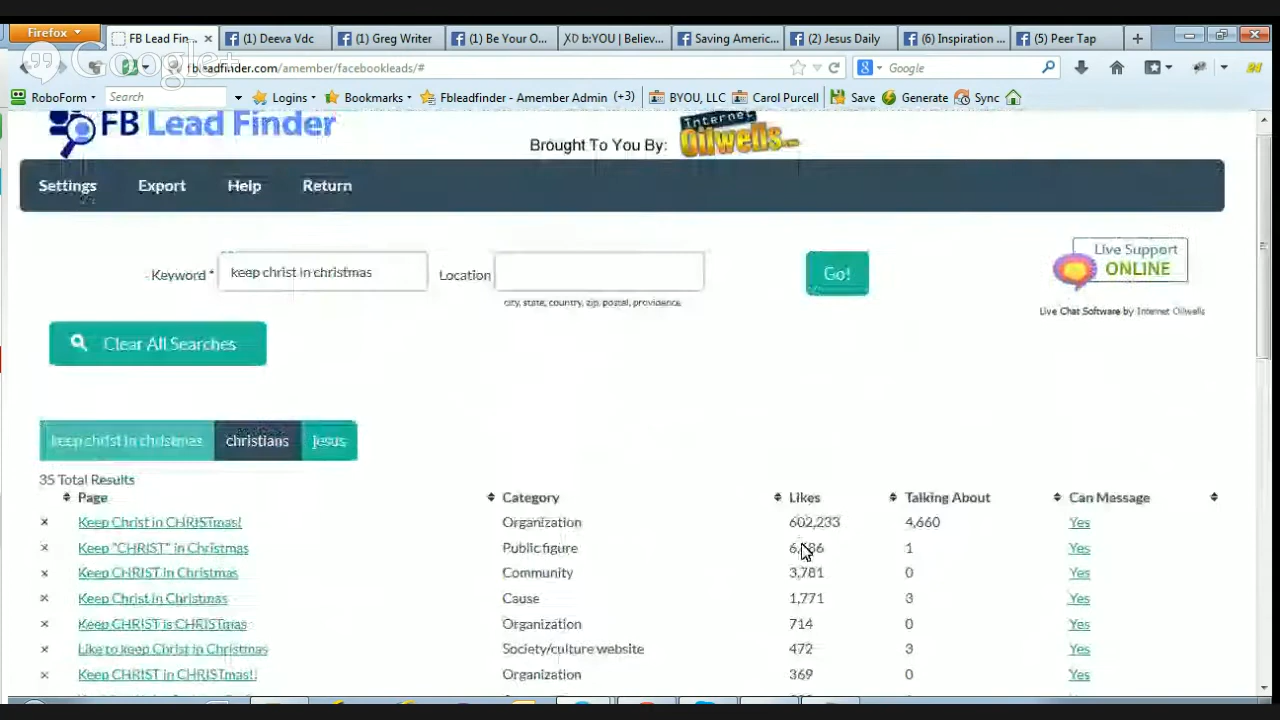 Firefox
FB Lead Fin... × (1) Deeva Vdc (1) Greg Writer (1) Be Your O... b:YOU | Believ... Saving Americ... (2) Jesus Daily (6) Inspiration ... (5) Peer Tap
Google+
fbleadfinder.com/amember/facebookleads/# Google
RoboForm Search Logins Bookmarks Fbleadfinder - Amember Admin (+3) BYOU, LLC Carol Purcell Save Generate Sync
FB Lead Finder
Brought To You By: Internet Oilwells
Settings Export Help Return
Keyword * keep christ in christmas Location Go!
city, state, country, zip, postal, providence
Live Support
ONLINE
Live Chat Software by Internet Oilwells
Clear All Searches
keep christ in christmas christians jesus
35 Total Results
Page Category Likes Talking About Can Message
× Keep Christ in CHRISTmas! Organization 602,233 4,660 Yes
× Keep "CHRIST" in Christmas Public figure 1 Yes
× Keep CHRIST in Christmas Community 3,781 0 Yes
× Keep Christ in Christmas Cause 1,771 3 Yes
× Keep CHRIST is CHRISTmas Organization 714 0 Yes
× Like to keep Christ in Christmas Society/culture website 472 3 Yes
× Keep CHRIST in CHRISTmas!! Organization 369 0 Yes